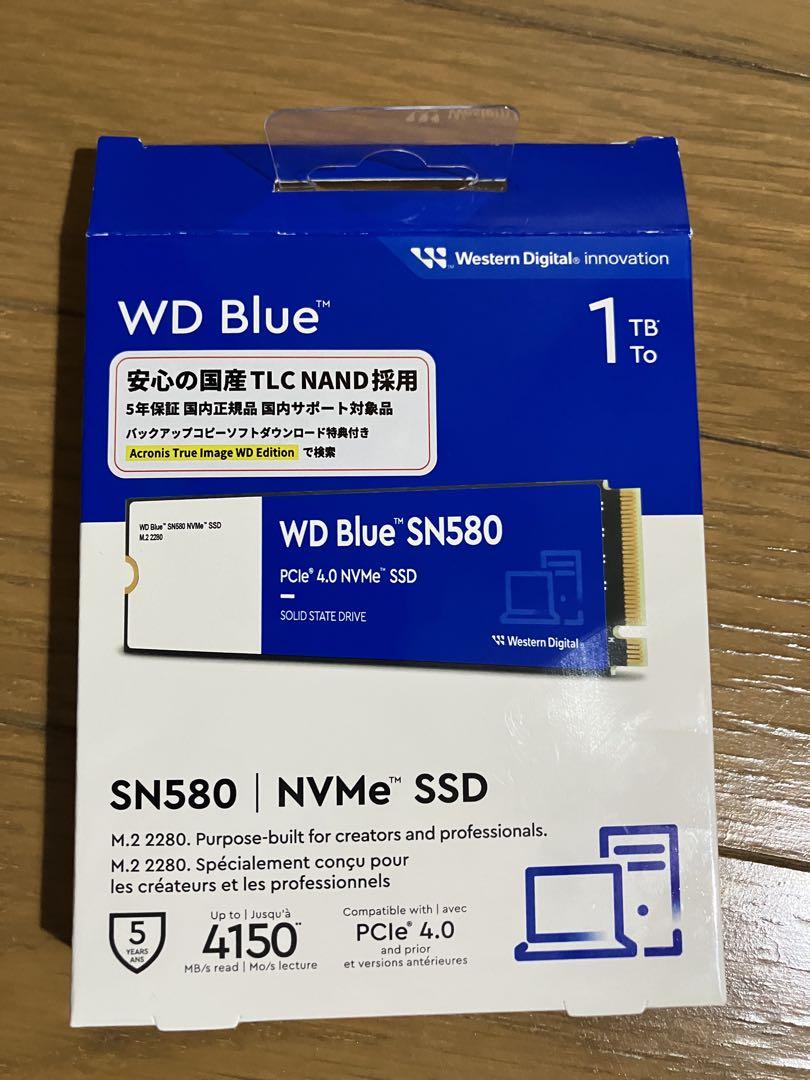 Western Digital® innovation
WD Blue™
1 TB*
To
安心の国産TLC NAND採用
5年保証 国内正規品 国内サポート対象品
バックアップコピーソフトダウンロード特典付き
Acronis True Image WD Edition で検索
WD Blue™ SN580 NVMe™ SSD
M.2 2280
WD Blue™ SN580
PCIe® 4.0 NVMe™ SSD
SOLID STATE DRIVE
Western Digital®
SN580 | NVMe™ SSD
M.2 2280. Purpose-built for creators and professionals.
M.2 2280. Spécialement conçu pour
les créateurs et les professionnels
5
YEARS
ANS
Up to | Jusqu'à
4150**
MB/s read | Mo/s lecture
Compatible with | avec
PCIe® 4.0
and prior
et versions antérieures